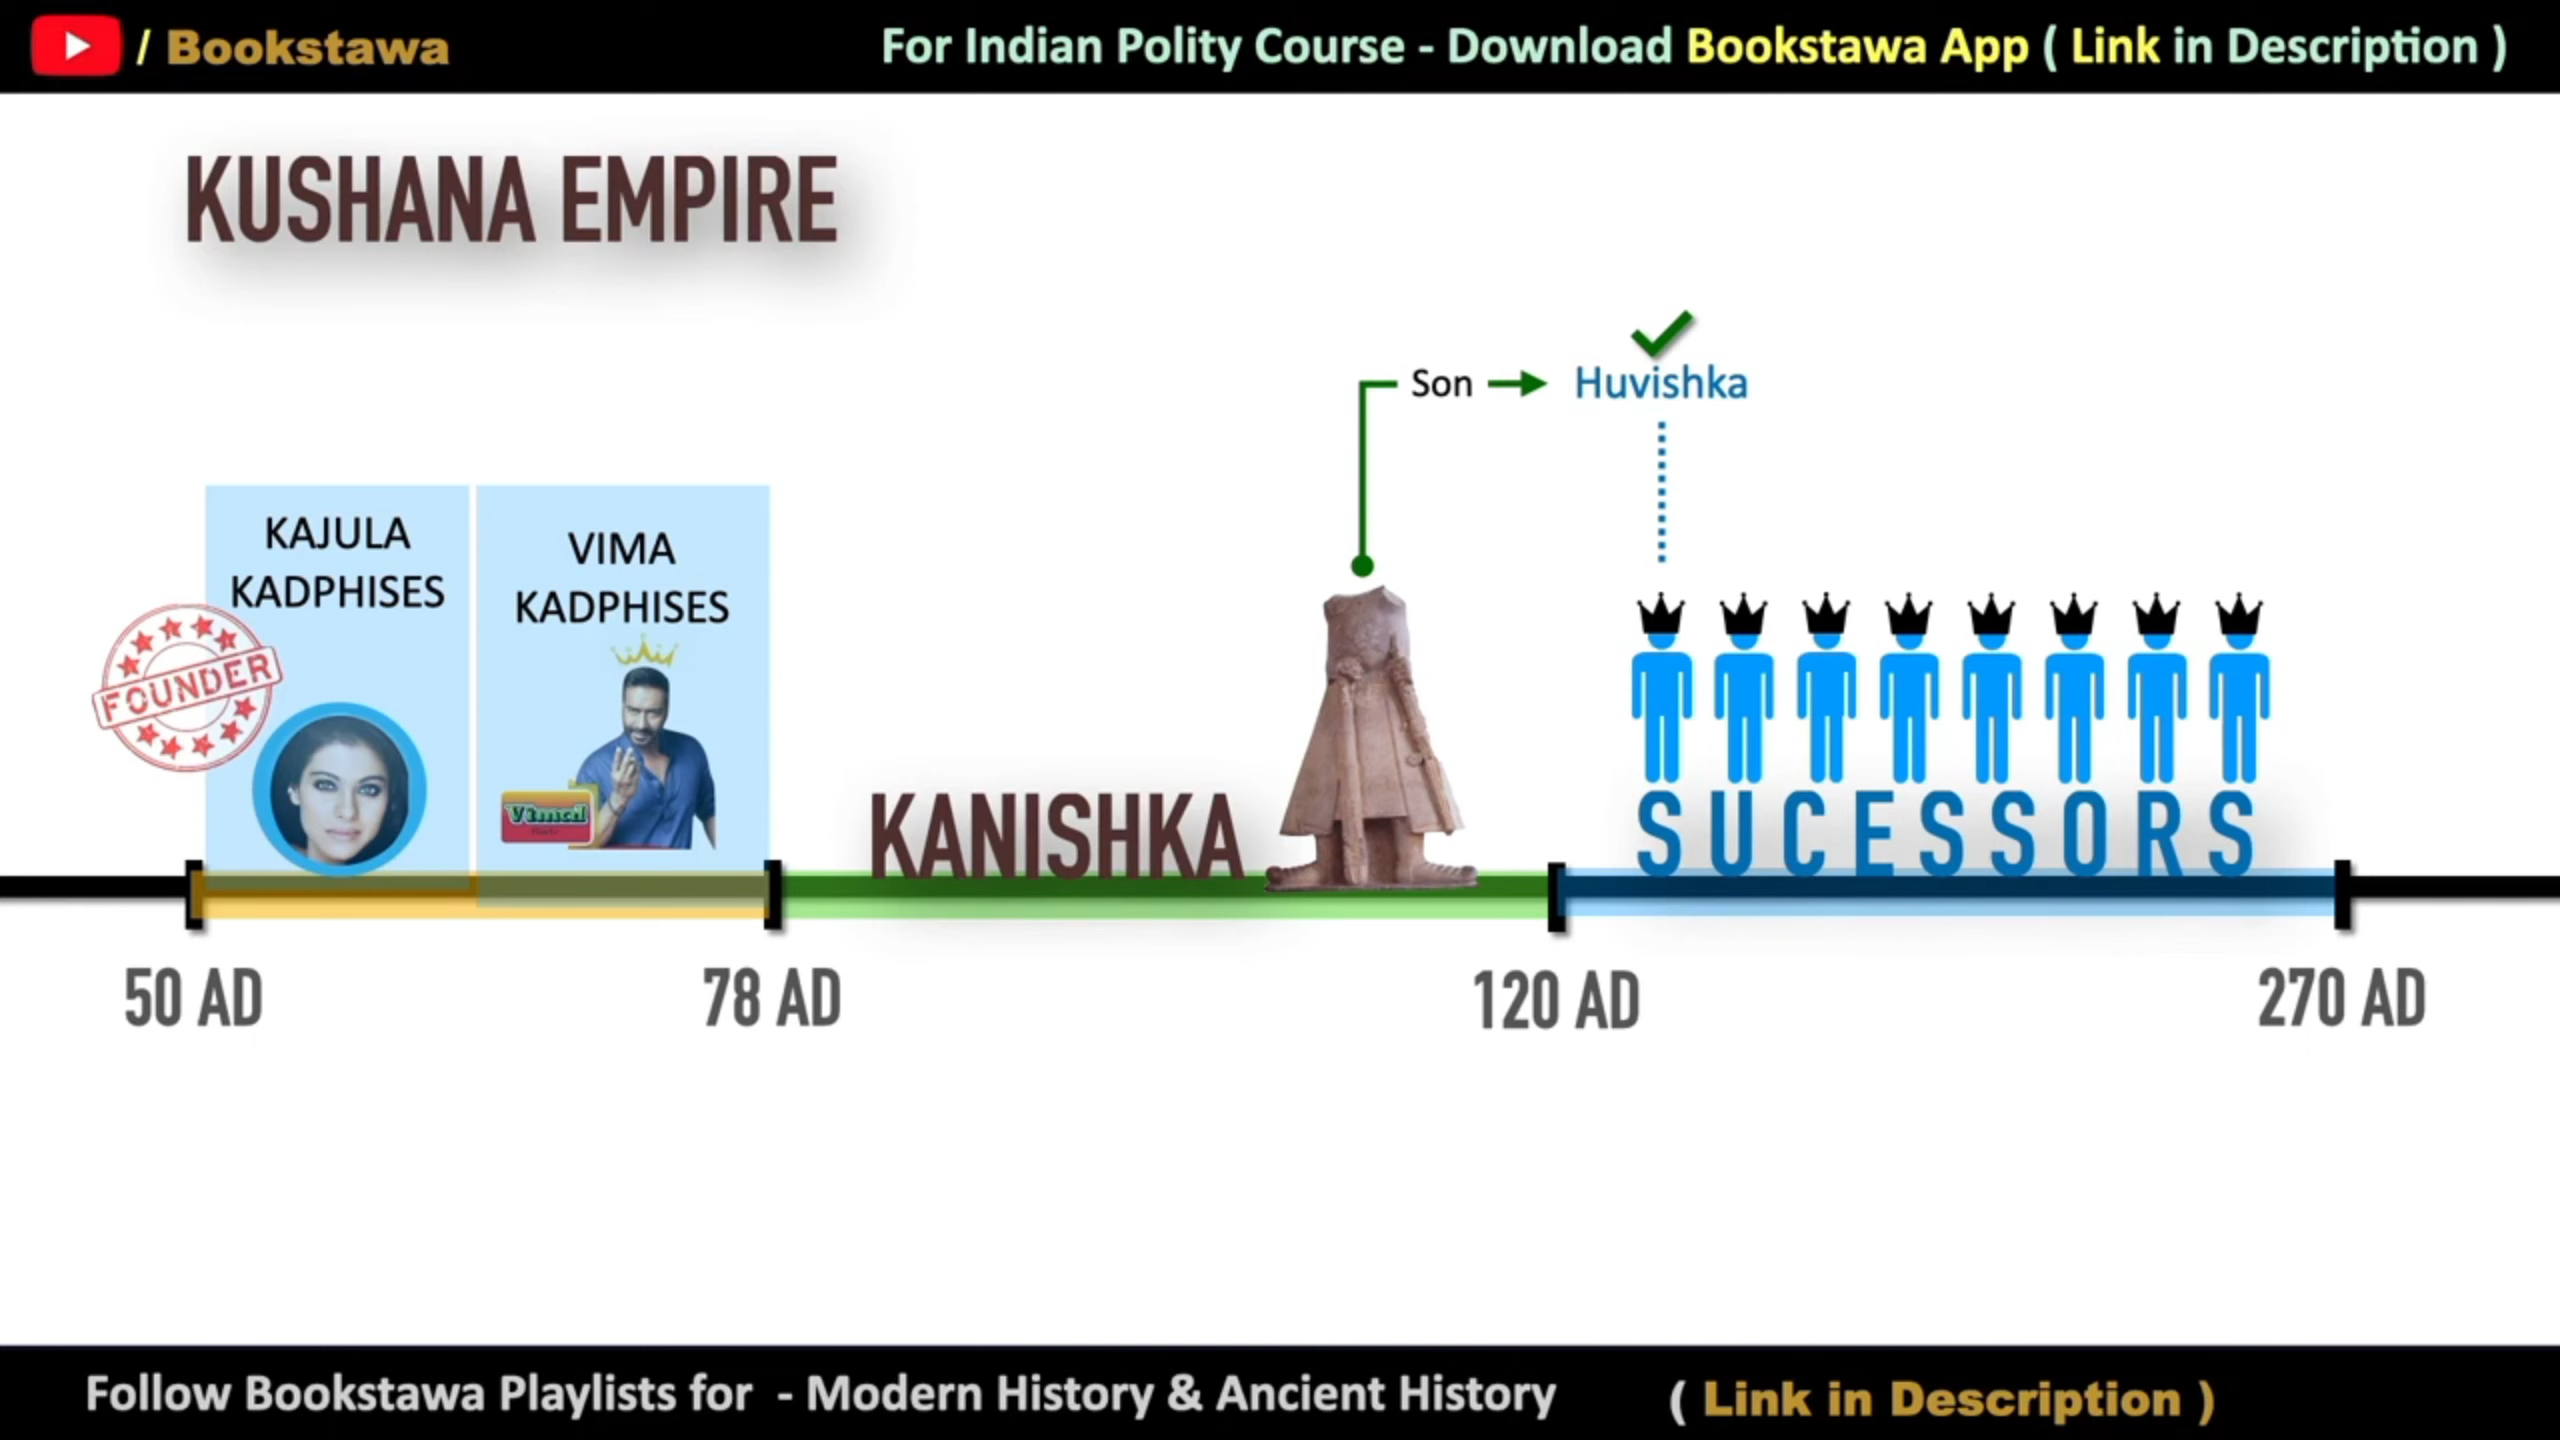 / Bookstawa
For Indian Polity Course - Download Bookstawa App ( Link in Description )
KUSHANA EMPIRE
Son
Huvishka
KAJULA
KADPHISES
VIMA
KADPHISES
FOUNDER
Vimal
KANISHKA
SUCESSORS
50 AD
78 AD
120 AD
270 AD
Follow Bookstawa Playlists for - Modern History & Ancient History
( Link in Description )